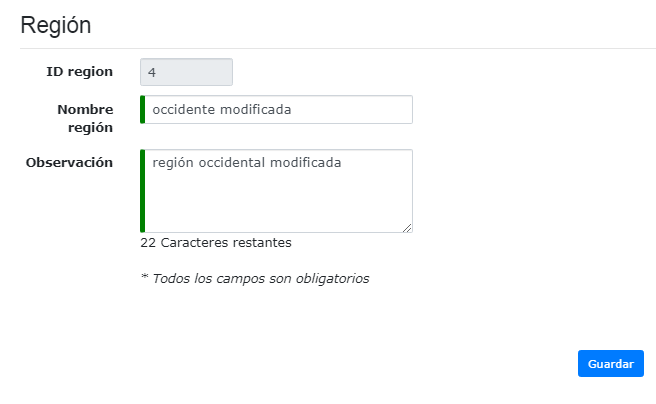 Región
ID region 4
Nombre región occidente modificada
Observación región occidental modificada
22 Caracteres restantes
* Todos los campos son obligatorios
Guardar